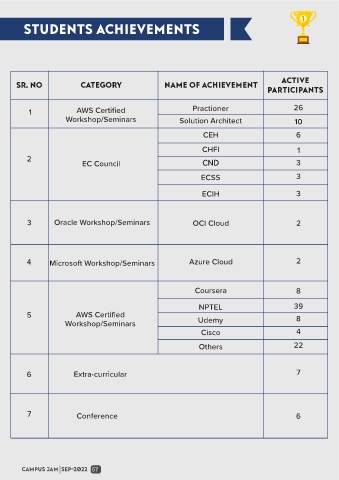 STUDENTS ACHIEVEMENTS
1
SR. NO CATEGORY NAME OF ACHIEVEMENT ACTIVE PARTICIPANTS
1 AWS Certified Workshop/Seminars Practioner 26
Solution Architect 10
2 EC Council CEH 6
CHFI 1
CND 3
ECSS 3
ECIH 3
3 Oracle Workshop/Seminars OCI Cloud 2
4 Microsoft Workshop/Seminars Azure Cloud 2
5 AWS Certified Workshop/Seminars Coursera 8
NPTEL 39
Udemy 8
Cisco 4
Others 22
6 Extra-curricular 7
7 Conference 6
CAMPUS JAM|SEP-2022 57